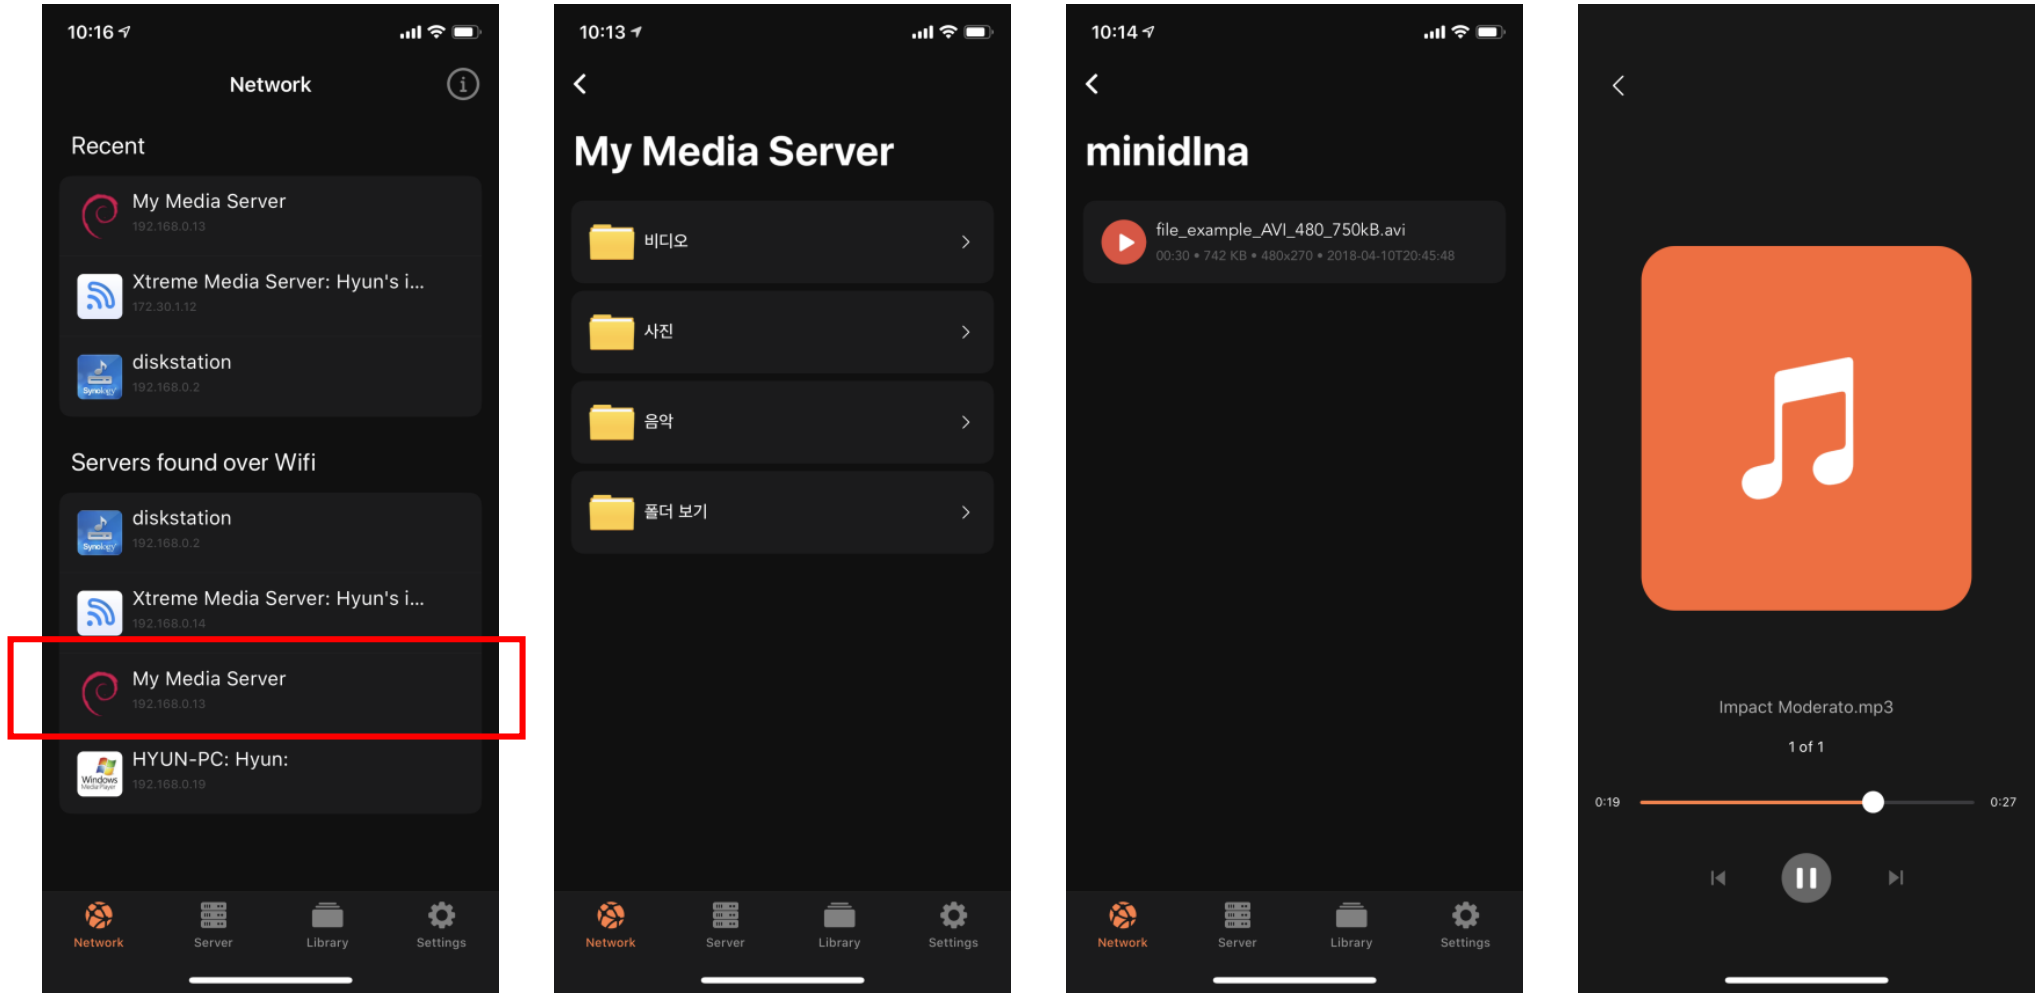 10:16
Network
Recent
My Media Server
192.168.0.13
Xtreme Media Server: Hyun's i...
172.30.1.12
Synology
diskstation
192.168.0.2
Servers found over Wifi
Synology
diskstation
192.168.0.2
Xtreme Media Server: Hyun's i...
192.168.0.14
My Media Server
192.168.0.13
Windows
Media Player
HYUN-PC: Hyun:
192.168.0.19
Network
Server
Library
Settings
10:13
My Media Server
비디오
사진
음악
폴더 보기
Network
Server
Library
Settings
10:14
minidlna
file_example_AVI_480_750kB.avi
00:30 • 742 KB • 480x270 • 2018-04-10T20:45:48
Network
Server
Library
Settings
Impact Moderato.mp3
1 of 1
0:19
0:27